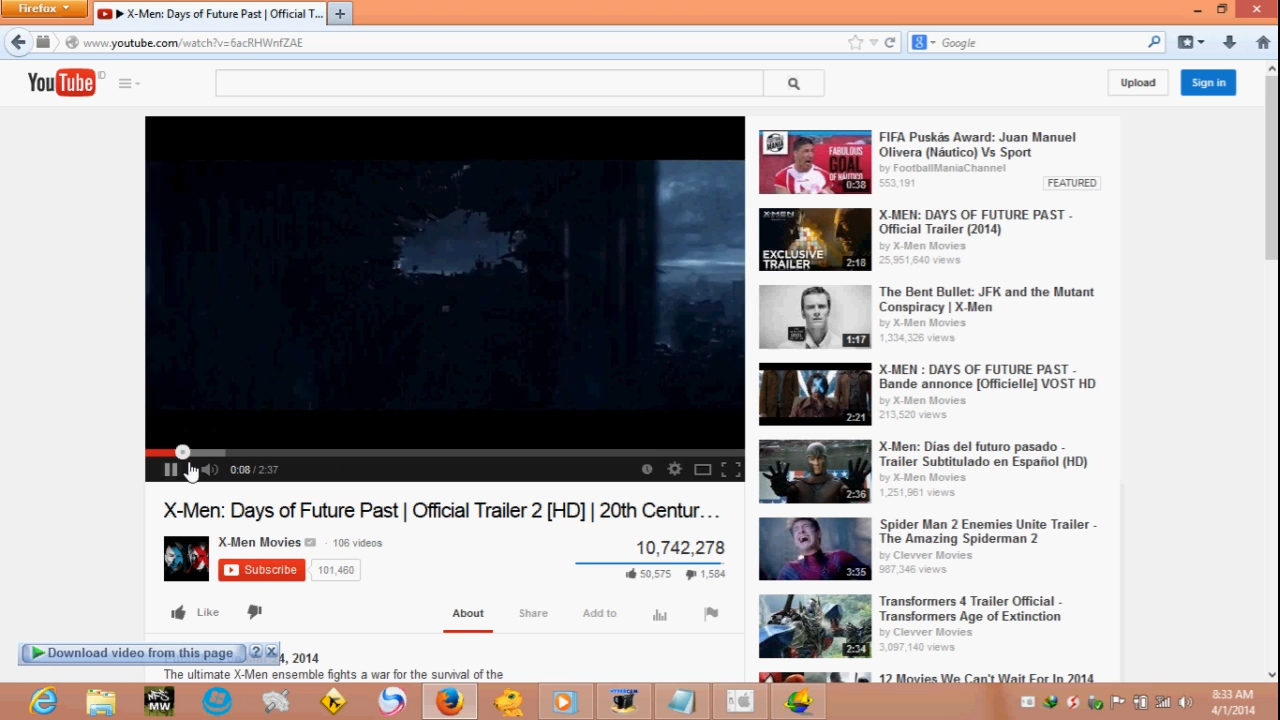 Firefox
X-Men: Days of Future Past | Official T...
www.youtube.com/watch?v=6acRHWnfZAE
Google
YouTube ID
Upload
Sign in
0:08 / 2:37
X-Men: Days of Future Past | Official Trailer 2 [HD] | 20th Centur...
X-Men Movies · 106 videos
Subscribe 101,460
10,742,278
50,575 1,584
Like
About Share Add to
4, 2014
The ultimate X-Men ensemble fights a war for the survival of the
Download video from this page ? X
FABULOUS
GOAL
OF NÁUTICO
0:38
FIFA Puskás Award: Juan Manuel
Olivera (Náutico) Vs Sport
by FootballManiaChannel
553,191 FEATURED
X-MEN
EXCLUSIVE
TRAILER
2:18
X-MEN: DAYS OF FUTURE PAST -
Official Trailer (2014)
by X-Men Movies
25,951,640 views
1:17
The Bent Bullet: JFK and the Mutant
Conspiracy | X-Men
by X-Men Movies
1,334,326 views
2:21
X-MEN : DAYS OF FUTURE PAST -
Bande annonce [Officielle] VOST HD
by X-Men Movies
213,520 views
2:36
X-Men: Días del futuro pasado -
Trailer Subtitulado en Español (HD)
by X-Men Movies
1,251,961 views
3:35
Spider Man 2 Enemies Unite Trailer -
The Amazing Spiderman 2
by Clevver Movies
987,346 views
2:34
Transformers 4 Trailer Official -
Transformers Age of Extinction
by Clevver Movies
3,097,140 views
12 Movies We Can't Wait For In 2014
NFS
MW
8:33 AM
4/1/2014